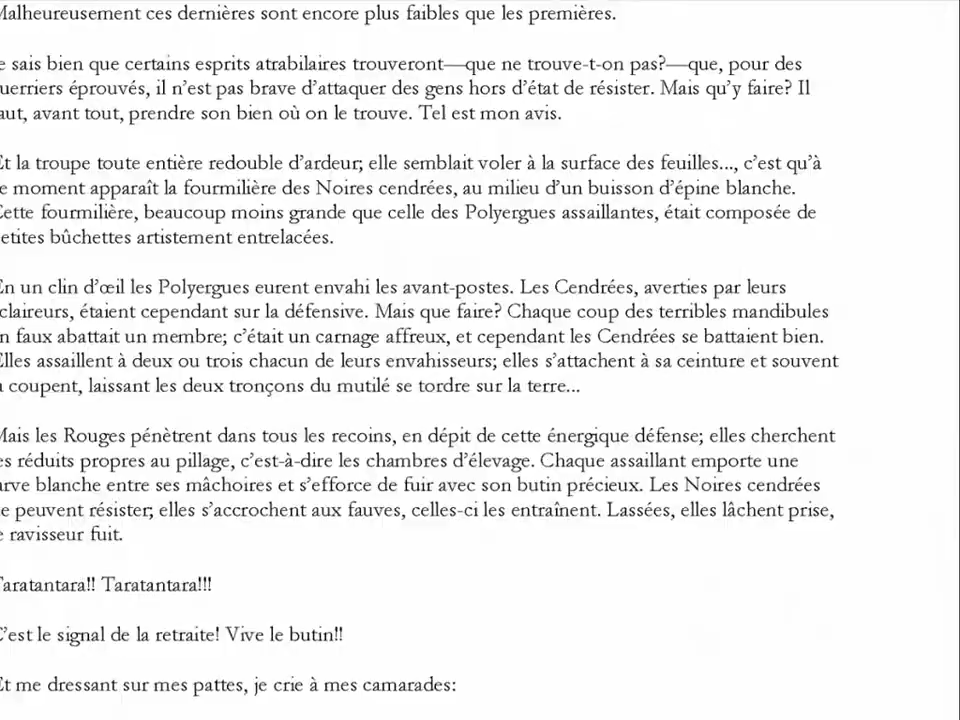 Malheureusement ces dernières sont encore plus faibles que les premières.
e sais bien que certains esprits atrabilaires trouveront—que ne trouve-t-on pas?—que, pour des
uerriers éprouvés, il n’est pas brave d’attaquer des gens hors d’état de résister. Mais qu’y faire? Il
aut, avant tout, prendre son bien où on le trouve. Tel est mon avis.
Et la troupe toute entière redouble d’ardeur; elle semblait voler à la surface des feuilles..., c’est qu’à
e moment apparaît la fourmilière des Noires cendrées, au milieu d’un buisson d’épine blanche.
Cette fourmilière, beaucoup moins grande que celle des Polyergues assaillantes, était composée de
etites bûchettes artistement entrelacées.
En un clin d’œil les Polyergues eurent envahi les avant-postes. Les Cendrées, averties par leurs
claireurs, étaient cependant sur la défensive. Mais que faire? Chaque coup des terribles mandibules
n faux abattait un membre; c’était un carnage affreux, et cependant les Cendrées se battaient bien.
Elles assaillent à deux ou trois chacun de leurs envahisseurs; elles s’attachent à sa ceinture et souvent
a coupent, laissant les deux tronçons du mutilé se tordre sur la terre...
Mais les Rouges pénètrent dans tous les recoins, en dépit de cette énergique défense; elles cherchent
es réduits propres au pillage, c’est-à-dire les chambres d’élevage. Chaque assaillant emporte une
arve blanche entre ses mâchoires et s’efforce de fuir avec son butin précieux. Les Noires cendrées
e peuvent résister; elles s’accrochent aux fauves, celles-ci les entraînent. Lassées, elles lâchent prise,
e ravisseur fuit.
Taratantara!! Taratantara!!!
C’est le signal de la retraite! Vive le butin!!
Et me dressant sur mes pattes, je crie à mes camarades: